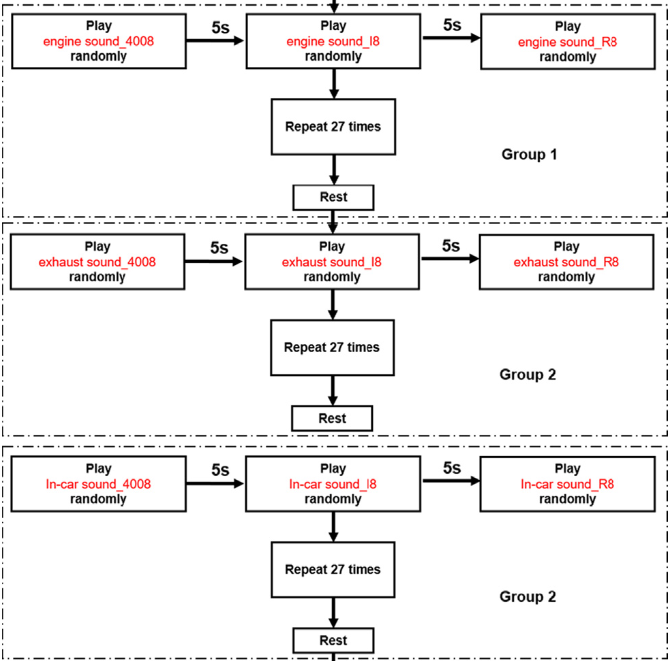 Play
engine sound_4008
randomly
5s
Play
engine sound_I8
randomly
5s
Play
engine sound_R8
randomly
Repeat 27 times
Group 1
Rest
Play
exhaust sound_4008
randomly
5s
Play
exhaust sound_I8
randomly
5s
Play
exhaust sound_R8
randomly
Repeat 27 times
Group 2
Rest
Play
In-car sound_4008
randomly
5s
Play
In-car sound_I8
randomly
5s
Play
In-car sound_R8
randomly
Repeat 27 times
Group 2
Rest